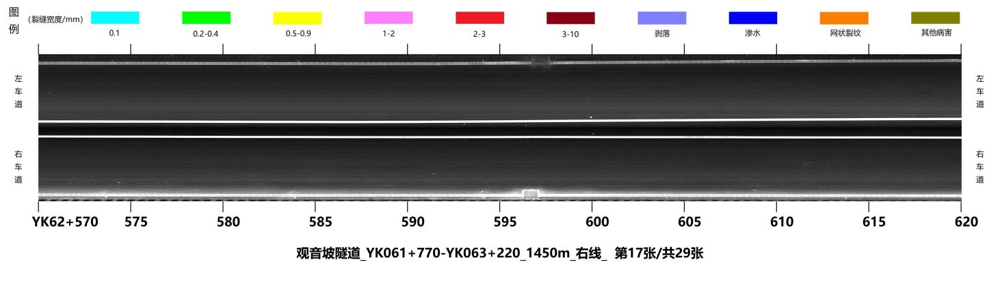 图例 (裂缝宽度/mm) 0.1 0.2-0.4 0.5-0.9 1-2 2-3 3-10 剥落 渗水 网状裂纹 其他病害
左车道 左车道
右车道 右车道
YK62+570 575 580 585 590 595 600 605 610 615 620
观音坡隧道_YK061+770-YK063+220_1450m_右线_ 第17张/共29张